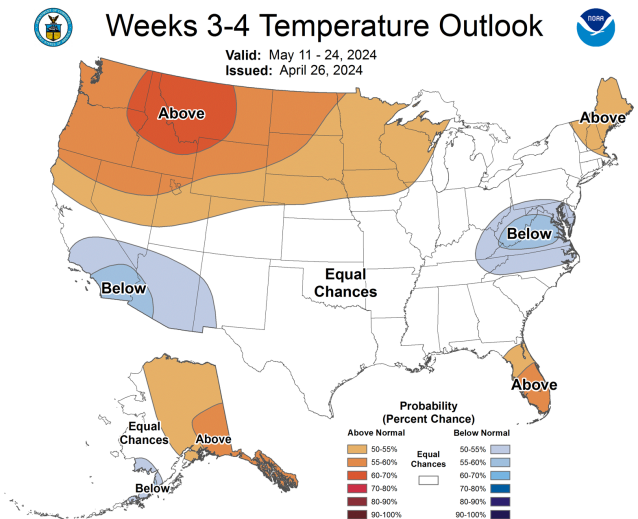 Weeks 3-4 Temperature Outlook
NOAA
Valid: May 11 - 24, 2024
Issued: April 26, 2024
Above
Above
Below
Below
Equal
Chances
Above
Equal
Chances
Above
Below
Probability
(Percent Chance)
Above Normal
Below Normal
50-55%
55-60%
60-70%
70-80%
80-90%
90-100%
Equal
Chances
50-55%
55-60%
60-70%
70-80%
80-90%
90-100%